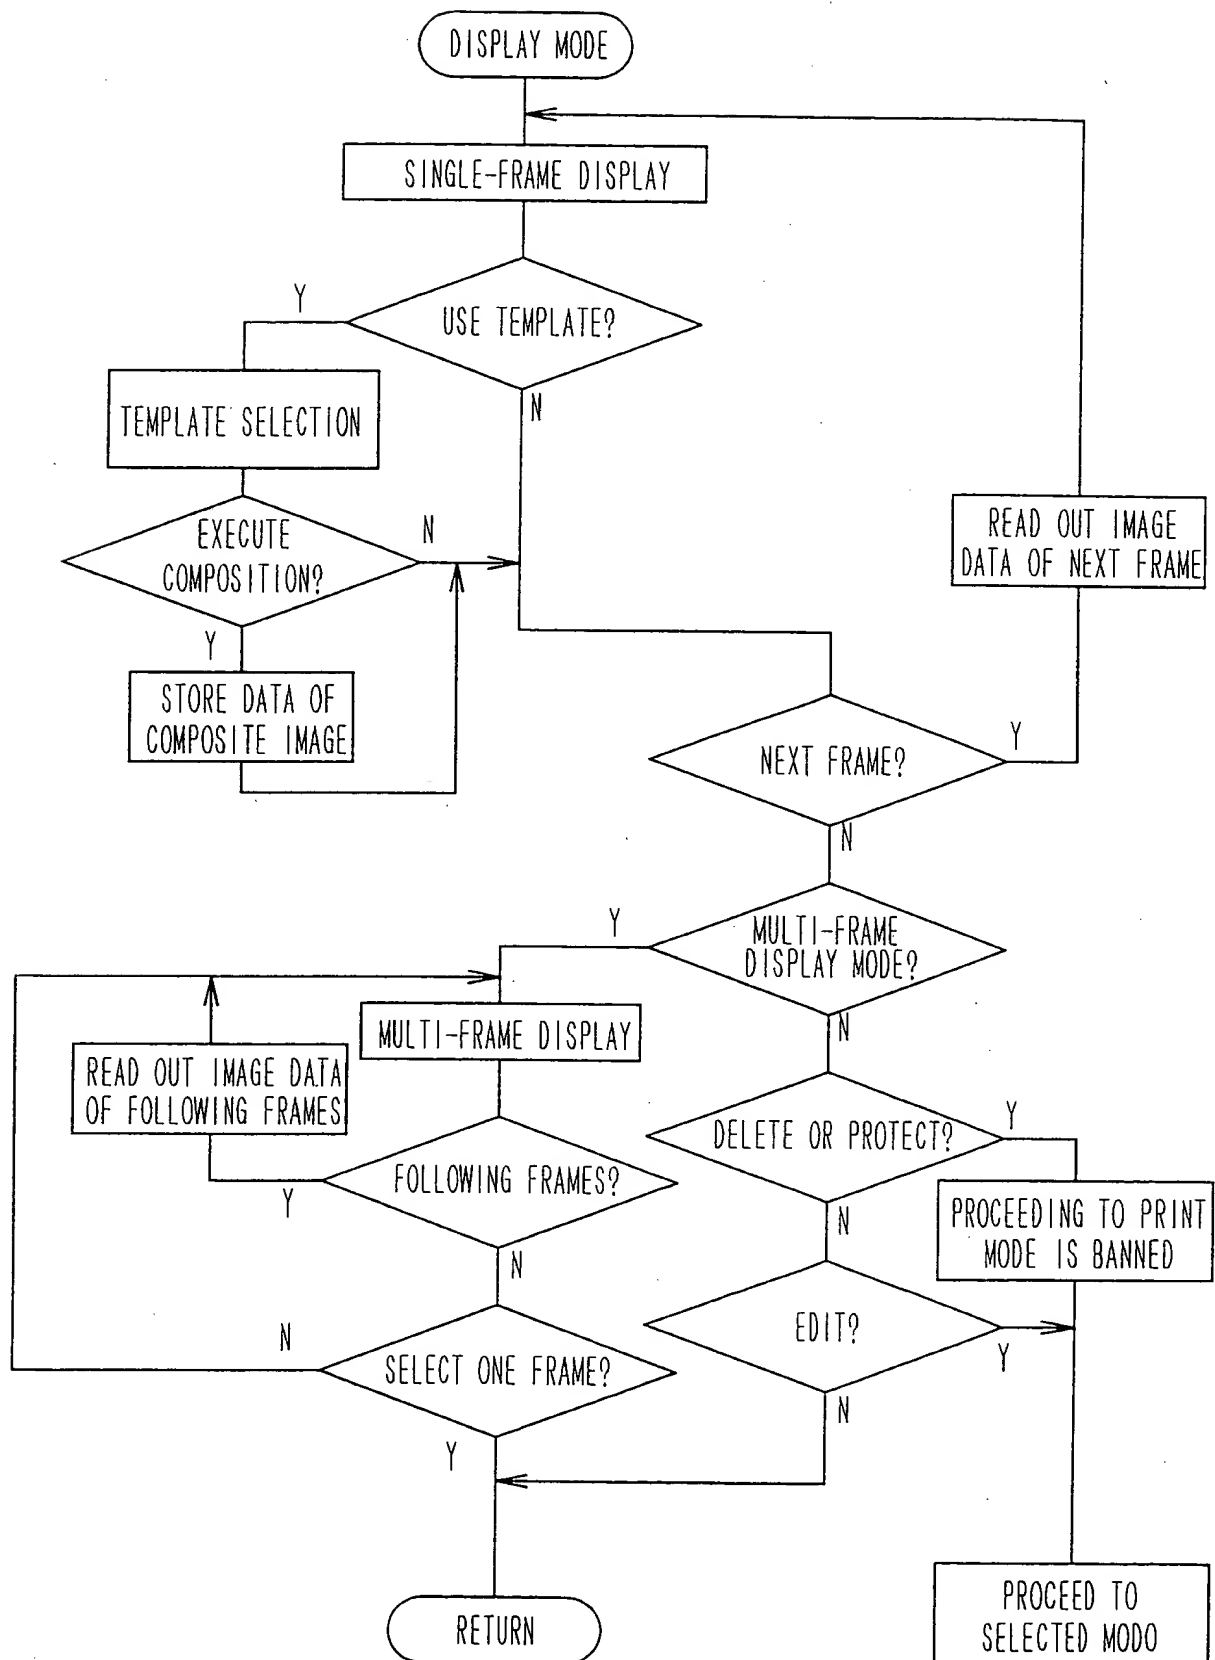 DISPLAY MODE
SINGLE-FRAME DISPLAY
Y
USE TEMPLATE?
N
TEMPLATE SELECTION
EXECUTE
COMPOSITION?
N
Y
STORE DATA OF
COMPOSITE IMAGE
READ OUT IMAGE
DATA OF NEXT FRAME
NEXT FRAME?
Y
N
Y
MULTI-FRAME
DISPLAY MODE?
N
MULTI-FRAME DISPLAY
READ OUT IMAGE DATA
OF FOLLOWING FRAMES
FOLLOWING FRAMES?
Y
N
DELETE OR PROTECT?
Y
N
PROCEEDING TO PRINT
MODE IS BANNED
EDIT?
Y
N
N
SELECT ONE FRAME?
Y
RETURN
PROCEED TO
SELECTED MODO